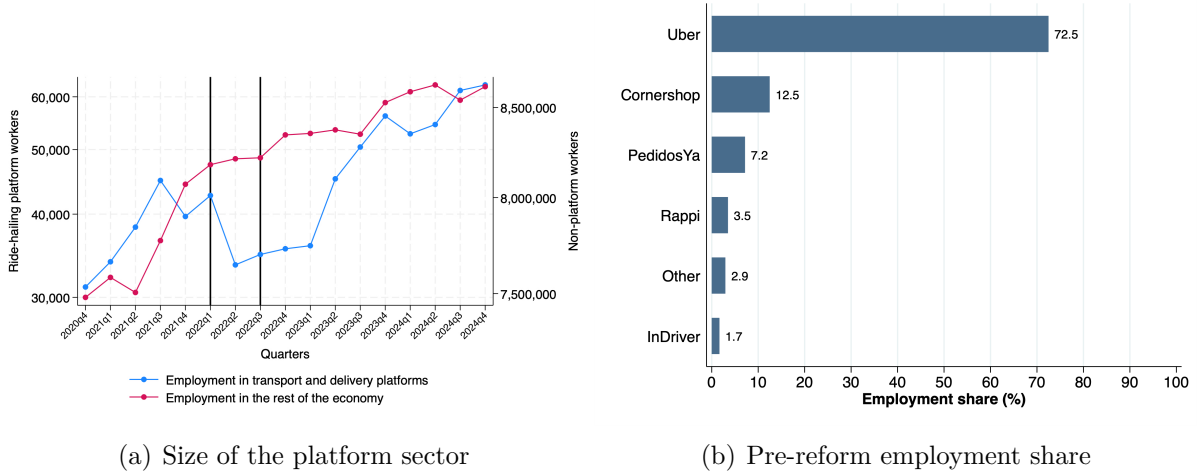 60,000
50,000
40,000
30,000
Ride-hailing platform workers
8,500,000
8,000,000
7,500,000
Non-platform workers
2020q4
2021q1
2021q2
2021q3
2021q4
2022q1
2022q2
2022q3
2022q4
2023q1
2023q2
2023q3
2023q4
2024q1
2024q2
2024q3
2024q4
Quarters
Employment in transport and delivery platforms
Employment in the rest of the economy
(a) Size of the platform sector
Uber 72.5
Cornershop 12.5
PedidosYa 7.2
Rappi 3.5
Other 2.9
InDriver 1.7
0 10 20 30 40 50 60 70 80 90 100
Employment share (%)
(b) Pre-reform employment share